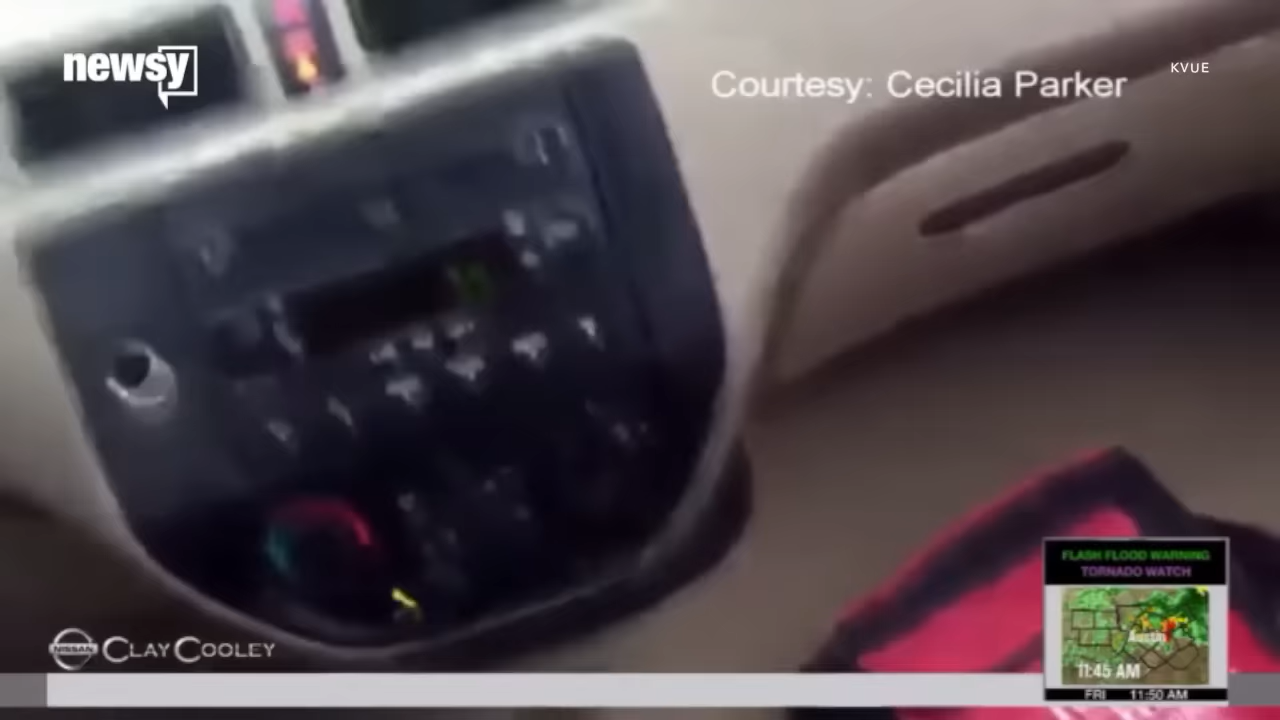 newsy
KVUE
Courtesy: Cecilia Parker
FLASH FLOOD WARNING
TORNADO WATCH
Austin
11:45 AM
FRI 11:50 AM
NISSAN CLAY COOLEY